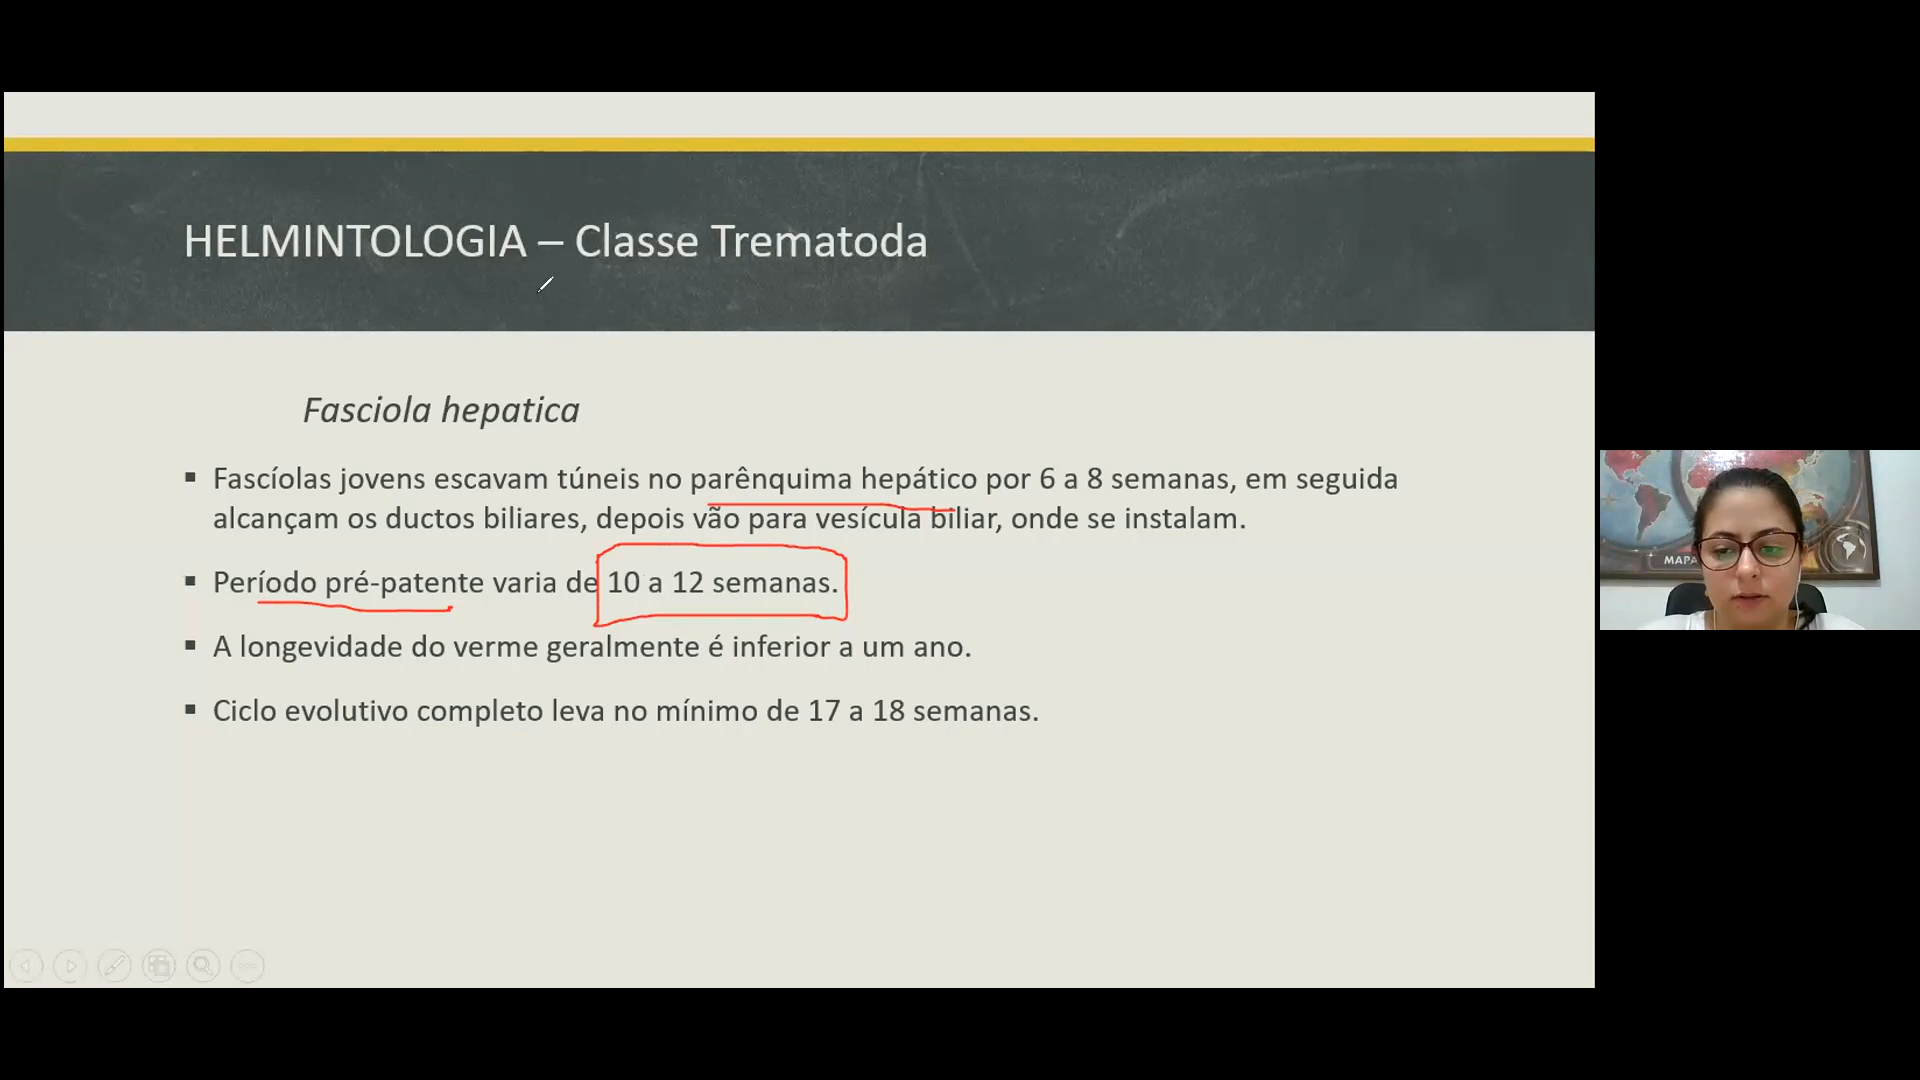 HELMINTOLOGIA – Classe Trematoda
Fasciola hepatica
▪ Fascíolas jovens escavam túneis no parênquima hepático por 6 a 8 semanas, em seguida
alcançam os ductos biliares, depois vão para vesícula biliar, onde se instalam.
▪ Período pré-patente varia de 10 a 12 semanas.
▪ A longevidade do verme geralmente é inferior a um ano.
▪ Ciclo evolutivo completo leva no mínimo de 17 a 18 semanas.
MAPA